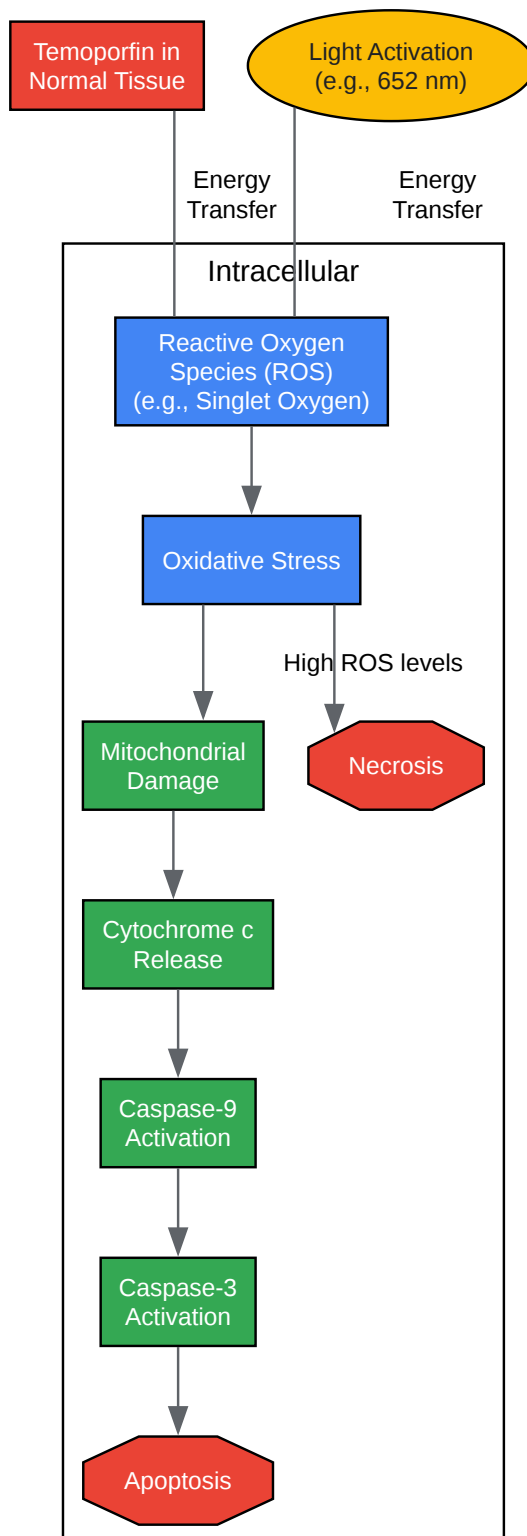 Temoporfin in
Normal Tissue
Light Activation
(e.g., 652 nm)
Energy
Transfer
Energy
Transfer
Intracellular
Reactive Oxygen
Species (ROS)
(e.g., Singlet Oxygen)
Oxidative Stress
High ROS levels
Mitochondrial
Damage
Necrosis
Cytochrome c
Release
Caspase-9
Activation
Caspase-3
Activation
Apoptosis